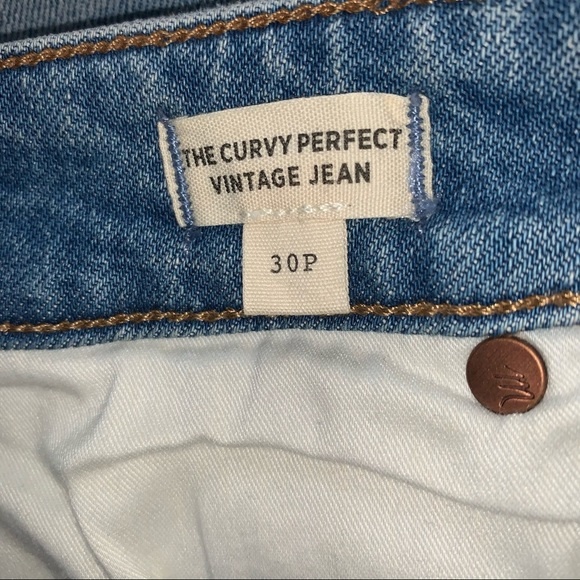 THE CURVY PERFECT
VINTAGE JEAN
30P
m